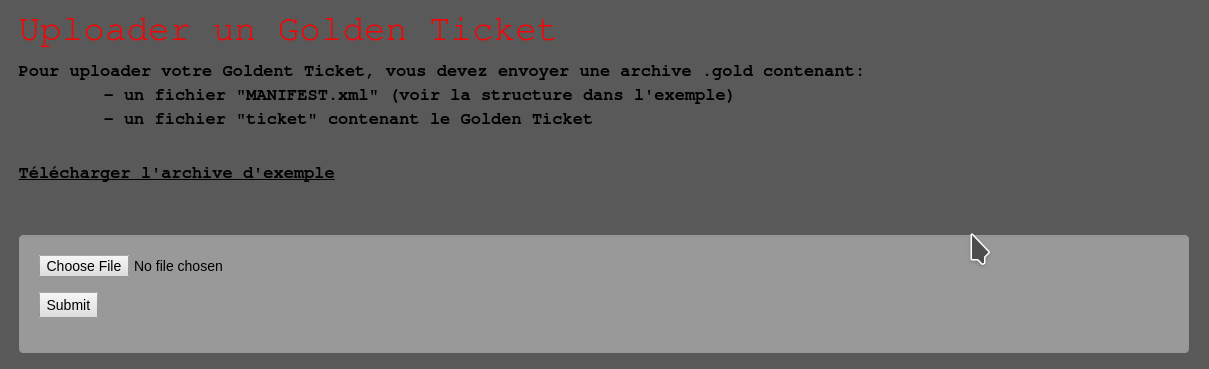 Uploader un Golden Ticket
Pour uploader votre Goldent Ticket, vous devez envoyer une archive .gold contenant:
- un fichier "MANIFEST.xml" (voir la structure dans l'exemple)
- un fichier "ticket" contenant le Golden Ticket
Télécharger l'archive d'exemple
Choose File No file chosen
Submit